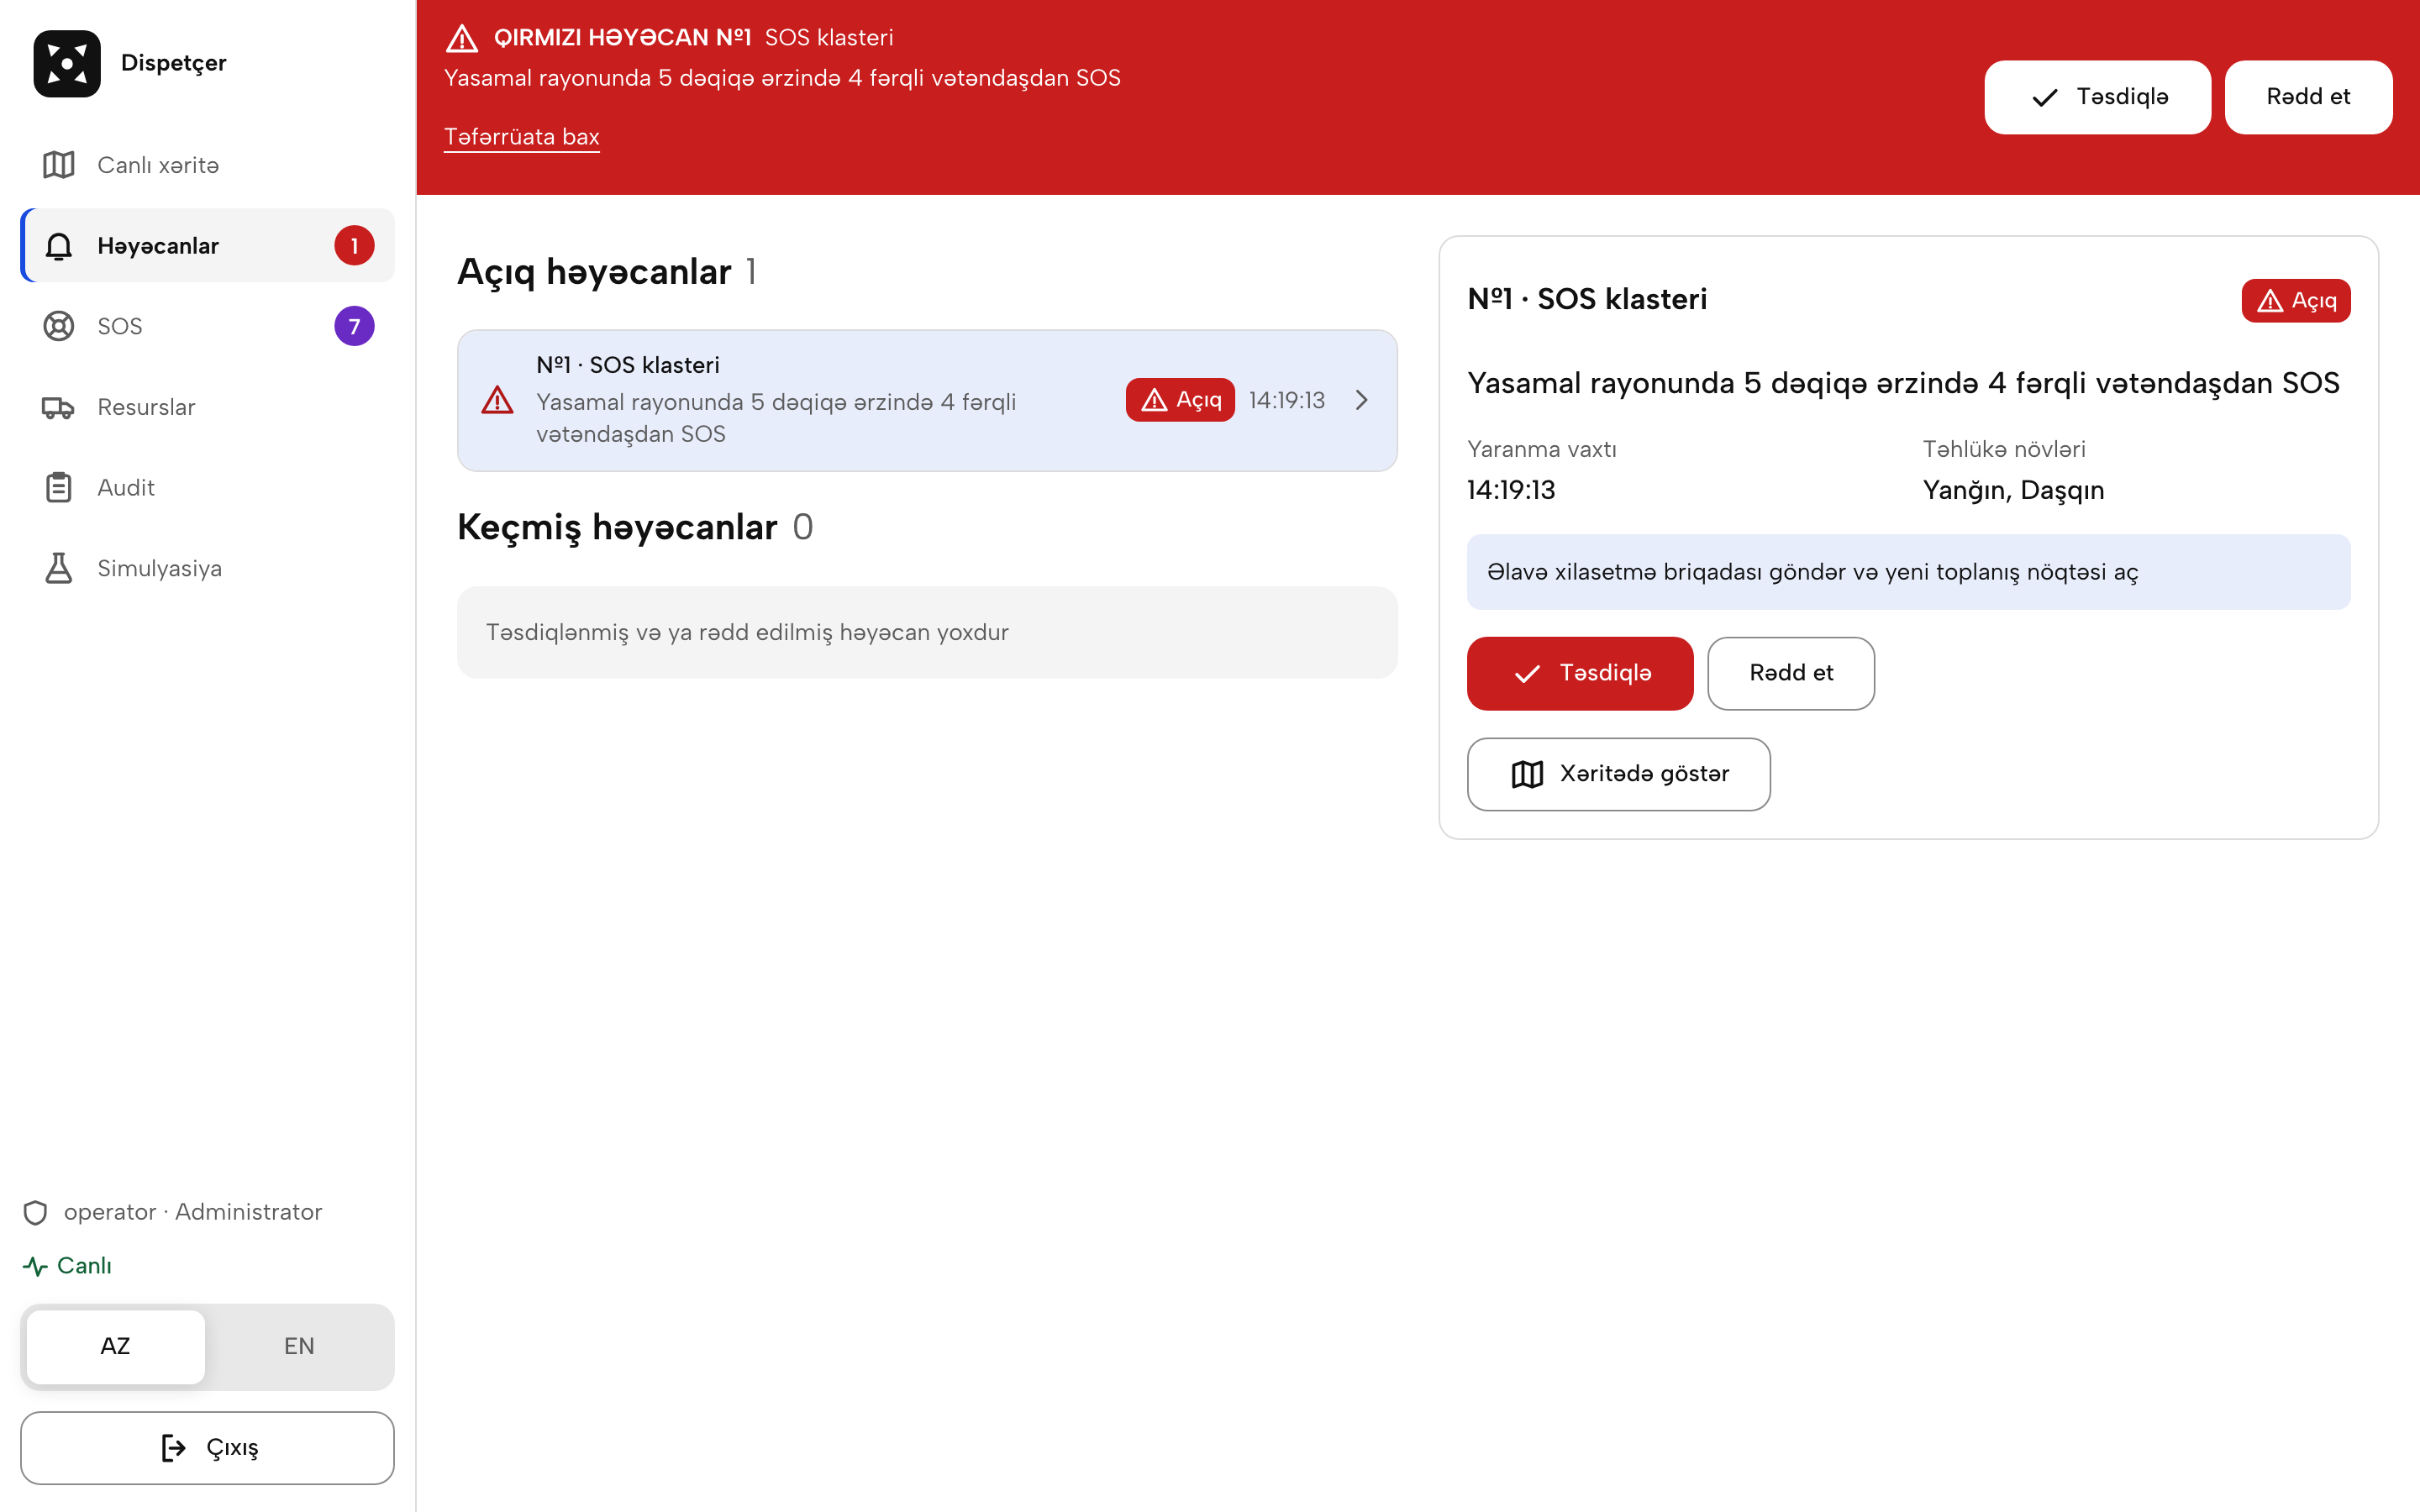 Dispetçer
Canlı xəritə
Həyəcanlar 1
SOS 7
Resurslar
Audit
Simulyasiya
operator · Administrator
Canlı
AZ EN
Çıxış
QIRMIZI HƏYƏCAN №1 SOS klasteri
Yasamal rayonunda 5 dəqiqə ərzində 4 fərqli vətəndaşdan SOS
Təfərrüata bax
Təsdiqlə Rədd et
Açıq həyəcanlar 1
№1 · SOS klasteri
Yasamal rayonunda 5 dəqiqə ərzində 4 fərqli
vətəndaşdan SOS
Açıq 14:19:13
Keçmiş həyəcanlar 0
Təsdiqlənmiş və ya rədd edilmiş həyəcan yoxdur
№1 · SOS klasteri
Açıq
Yasamal rayonunda 5 dəqiqə ərzində 4 fərqli vətəndaşdan SOS
Yaranma vaxtı
14:19:13
Təhlükə növləri
Yanğın, Daşqın
Əlavə xilasetmə briqadası göndər və yeni toplanış nöqtəsi aç
Təsdiqlə Rədd et
Xəritədə göstər